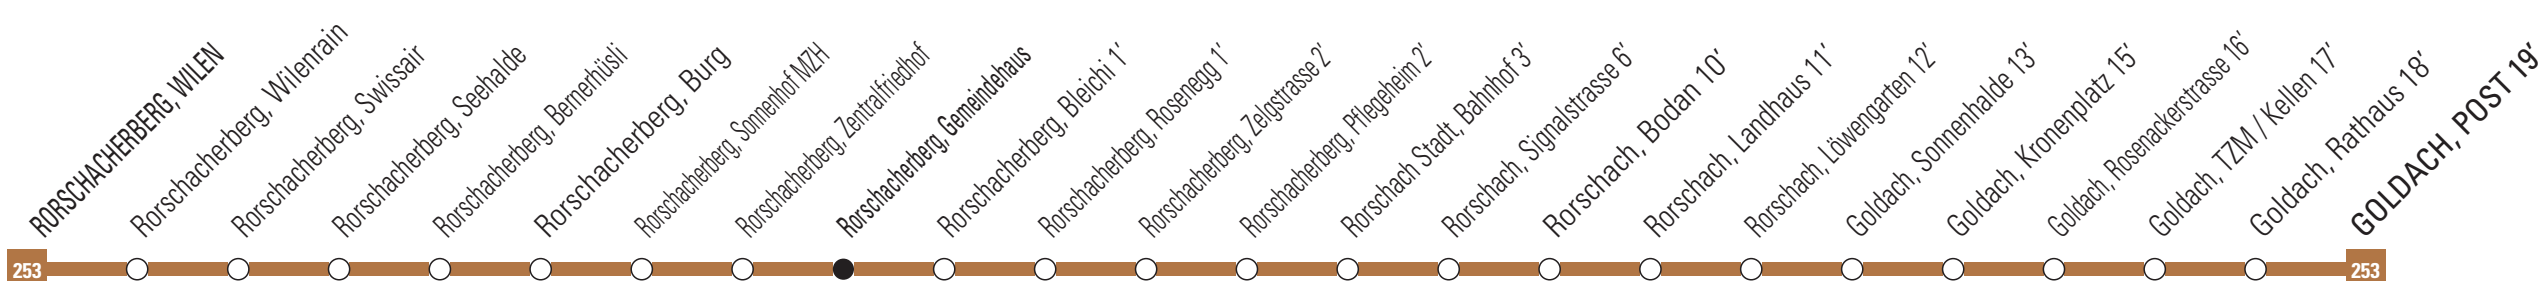 RORSCHACHERBERG, WILEN
Rorschacherberg, Wilenrain
Rorschacherberg, Swissair
Rorschacherberg, Seehalde
Rorschacherberg, Bernerhüsli
Rorschacherberg, Burg
Rorschacherberg, Sonnenhof MZH
Rorschacherberg, Zentralfriedhof
Rorschacherberg, Gemeindehaus
Rorschacherberg, Bleichi 1'
Rorschacherberg, Rosenegg 1'
Rorschacherberg, Zelgstrasse 2'
Rorschacherberg, Pflegeheim 2'
Rorschach Stadt, Bahnhof 3'
Rorschach, Signalstrasse 6'
Rorschach, Bodan 10'
Rorschach, Landhaus 11'
Rorschach, Löwengarten 12'
Goldach, Sonnenhalde 13'
Goldach, Kronenplatz 15'
Goldach, Rosenackerstrasse 16'
Goldach, TZM / Kellen 17'
Goldach, Rathaus 18'
GOLDACH, POST 19'
253
253